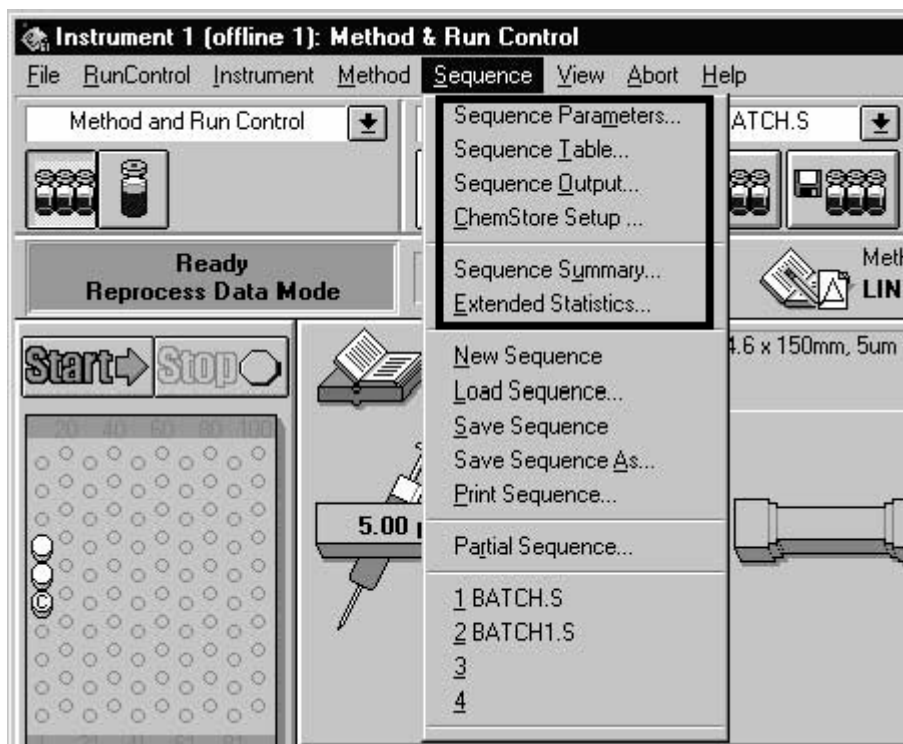 Instrument 1 (offline 1): Method & Run Control
File RunControl Instrument Method Sequence View Abort Help
Method and Run Control
ATCH.S
Sequence Parameters...
Sequence Table...
Sequence Output...
ChemStore Setup ...
Sequence Summary...
Extended Statistics...
New Sequence
Load Sequence...
Save Sequence
Save Sequence As...
Print Sequence...
Partial Sequence...
1 BATCH.S
2 BATCH1.S
3
4
Ready
Reprocess Data Mode
Meth
LIN
Start Stop
4.6 x 150mm, 5um
20 40 60 80 100
5.00
C